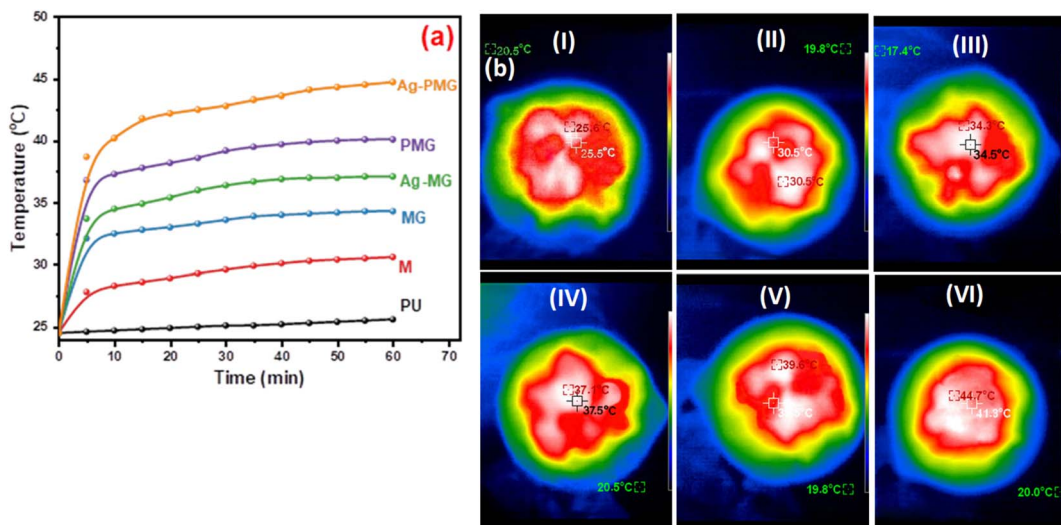 (a)
50
45
40
35
30
25
Temperature (°C)
Ag-PMG
PMG
Ag-MG
MG
M
PU
0
10
20
30
40
50
60
70
Time (min)
(b)
(I)
20.5°C
25.6°C
25.5°C
(II)
19.8°C
30.5°C
30.5°C
(III)
17.4°C
34.3°C
34.5°C
(IV)
37.1°C
37.5°C
20.5°C
(V)
39.6°C
19.8°C
(VI)
44.7°C
20.0°C